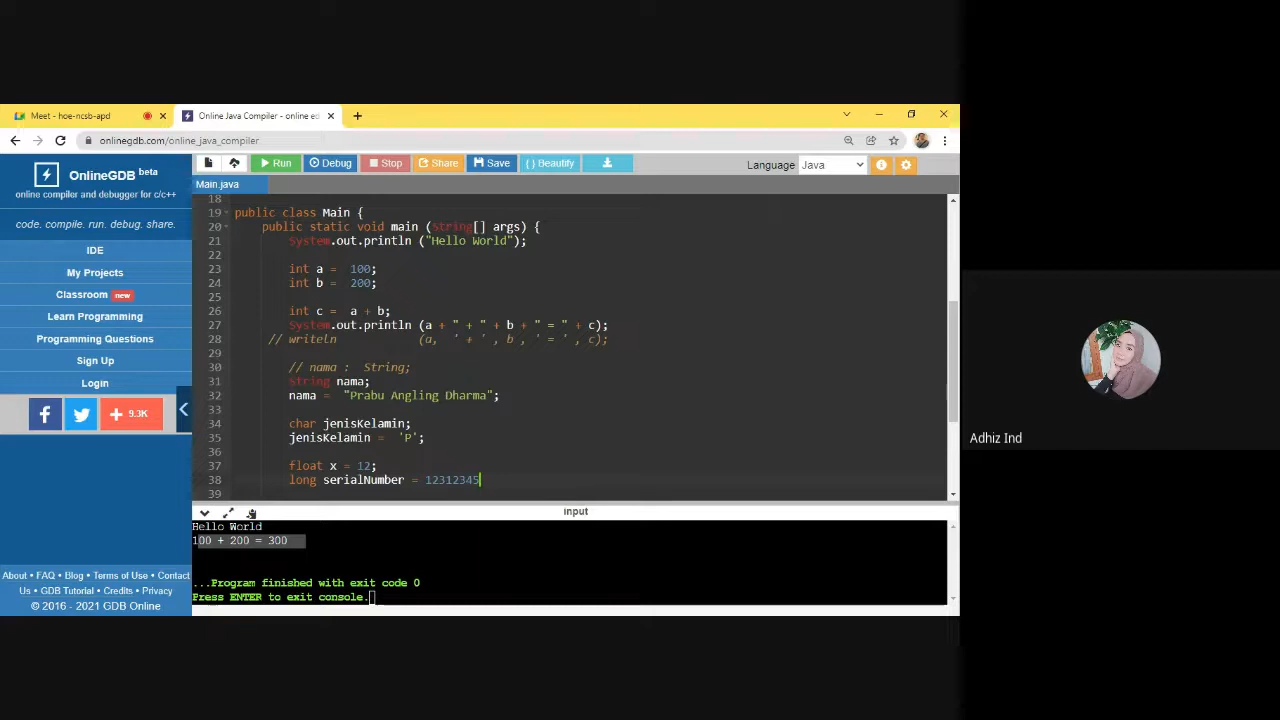 Meet - hoe-ncsb-apd
Online Java Compiler - online ed
onlinegdb.com/online_java_compiler
OnlineGDB beta
online compiler and debugger for c/c++
code. compile. run. debug. share.
IDE
My Projects
Classroom new
Learn Programming
Programming Questions
Sign Up
Login
9.3K
About • FAQ • Blog • Terms of Use • Contact
Us • GDB Tutorial • Credits • Privacy
© 2016 - 2021 GDB Online
Run Debug Stop Share Save { } Beautify
Language Java
Main.java
18
19 public class Main {
20 public static void main (String[] args) {
21 System.out.println ("Hello World");
22
23 int a = 100;
24 int b = 200;
25
26 int c = a + b;
27 System.out.println (a + " + " + b + " = " + c);
28 // writeln (a, ' + ' , b , ' = ' , c);
29
30 // nama : String;
31 String nama;
32 nama = "Prabu Angling Dharma";
33
34 char jenisKelamin;
35 jenisKelamin = 'P';
36
37 float x = 12;
38 long serialNumber = 12312345
39
input
Hello World
100 + 200 = 300
...Program finished with exit code 0
Press ENTER to exit console.
Adhiz Ind